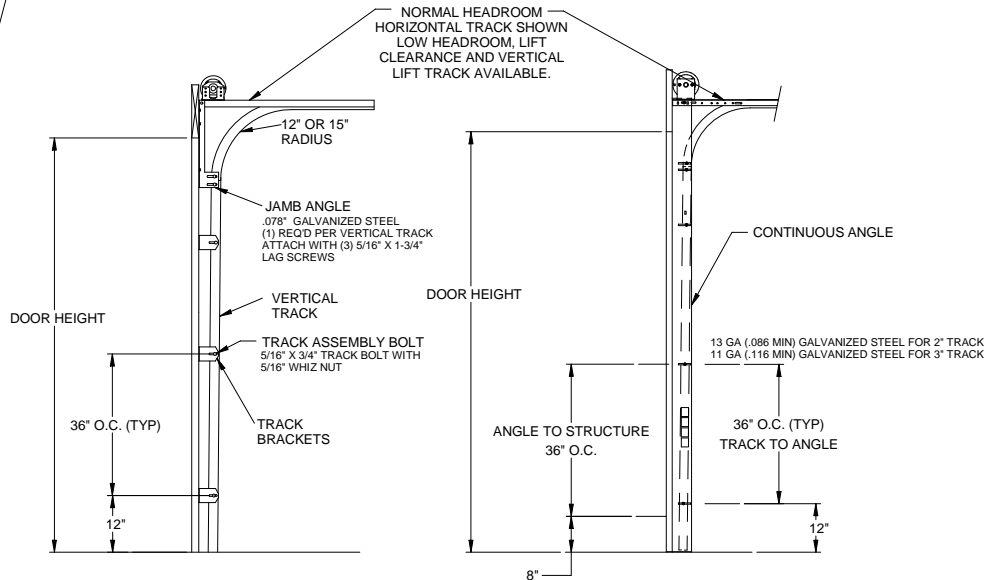 NORMAL HEADROOM
HORIZONTAL TRACK SHOWN
LOW HEADROOM, LIFT
CLEARANCE AND VERTICAL
LIFT TRACK AVAILABLE.
12" OR 15"
RADIUS
JAMB ANGLE
.078" GALVANIZED STEEL
(1) REQ'D PER VERTICAL TRACK
ATTACH WITH (3) 5/16" X 1-3/4"
LAG SCREWS
VERTICAL
TRACK
DOOR HEIGHT
TRACK ASSEMBLY BOLT
5/16" X 3/4" TRACK BOLT WITH
5/16" WHIZ NUT
36" O.C. (TYP)
TRACK
BRACKETS
12"
CONTINUOUS ANGLE
DOOR HEIGHT
13 GA (.086 MIN) GALVANIZED STEEL FOR 2" TRACK
11 GA (.116 MIN) GALVANIZED STEEL FOR 3" TRACK
ANGLE TO STRUCTURE
36" O.C.
36" O.C. (TYP)
TRACK TO ANGLE
12"
8"